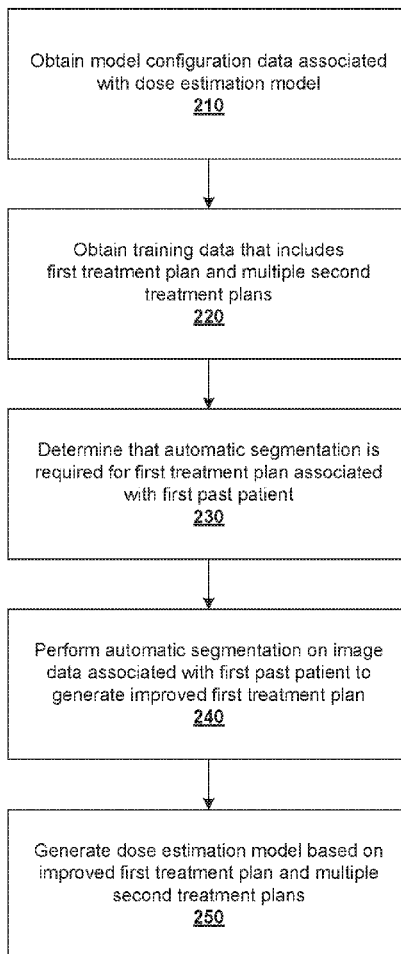 Obtain model configuration data associated
with dose estimation model
210
Obtain training data that includes
first treatment plan and multiple second
treatment plans
220
Determine that automatic segmentation is
required for first treatment plan associated
with first past patient
230
Perform automatic segmentation on image
data associated with first past patient to
generate improved first treatment plan
240
Generate dose estimation model based on
improved first treatment plan and multiple
second treatment plans
250